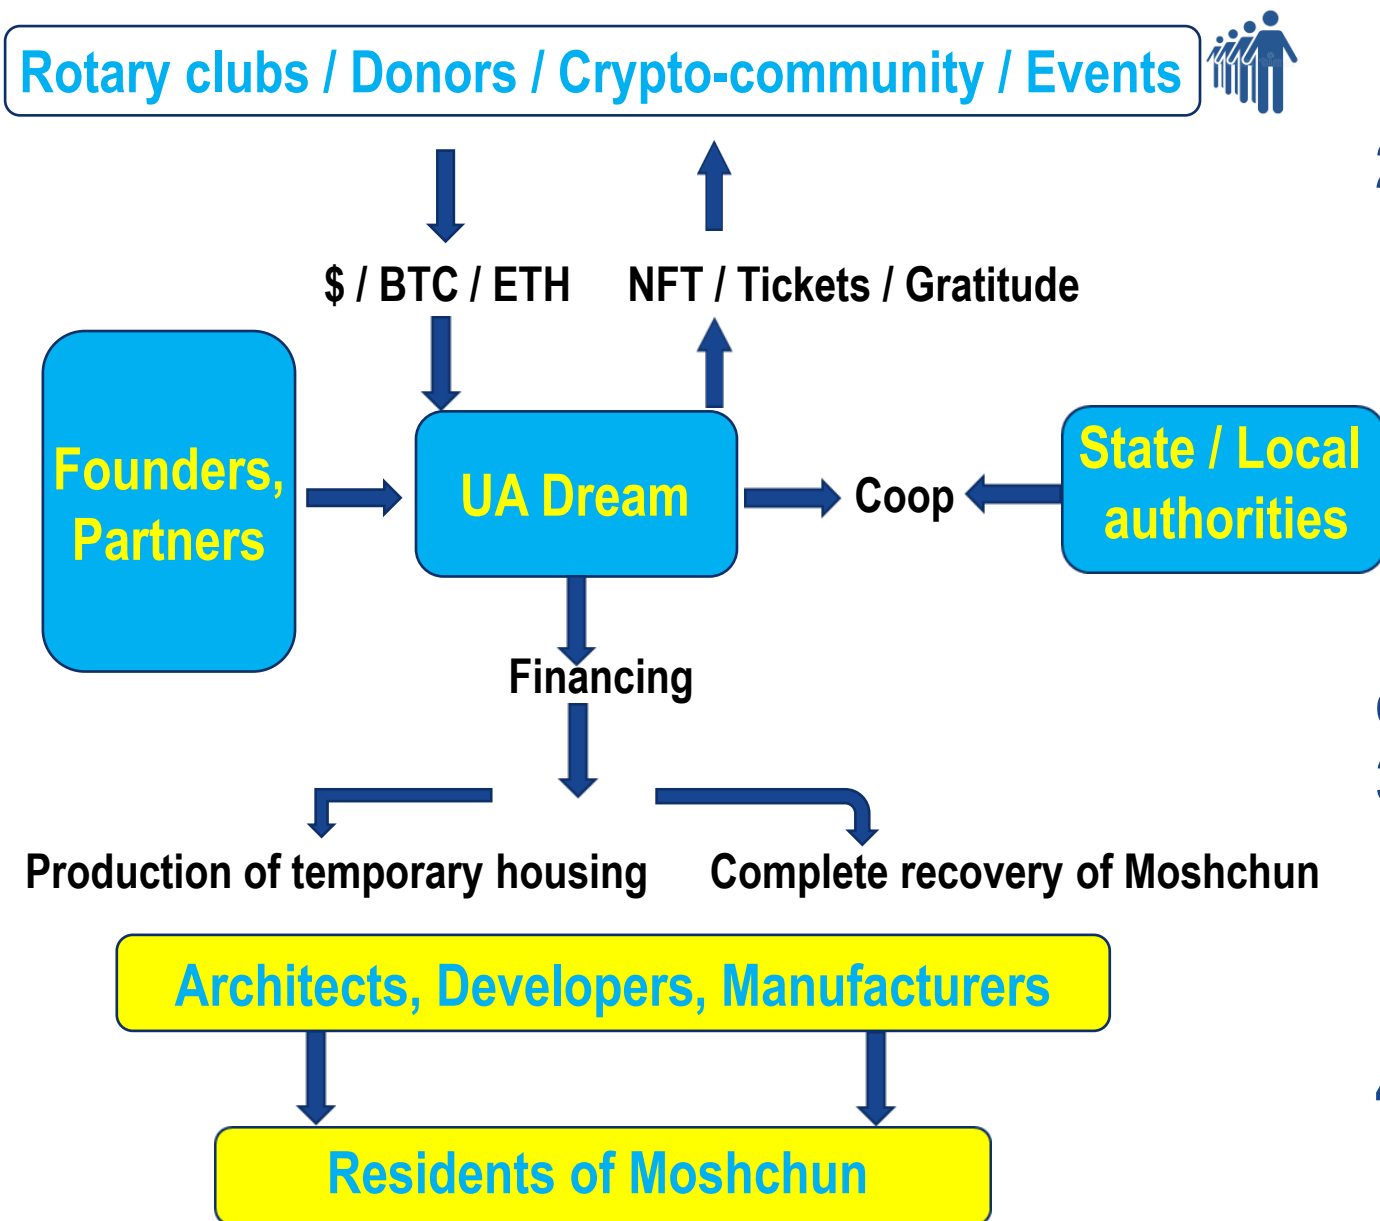 Rotary clubs / Donors / Crypto-community / Events
$ / BTC / ETH
NFT / Tickets / Gratitude
Founders,
Partners
UA Dream
Coop
State / Local
authorities
Financing
Production of temporary housing
Complete recovery of Moshchun
Architects, Developers, Manufacturers
Residents of Moshchun